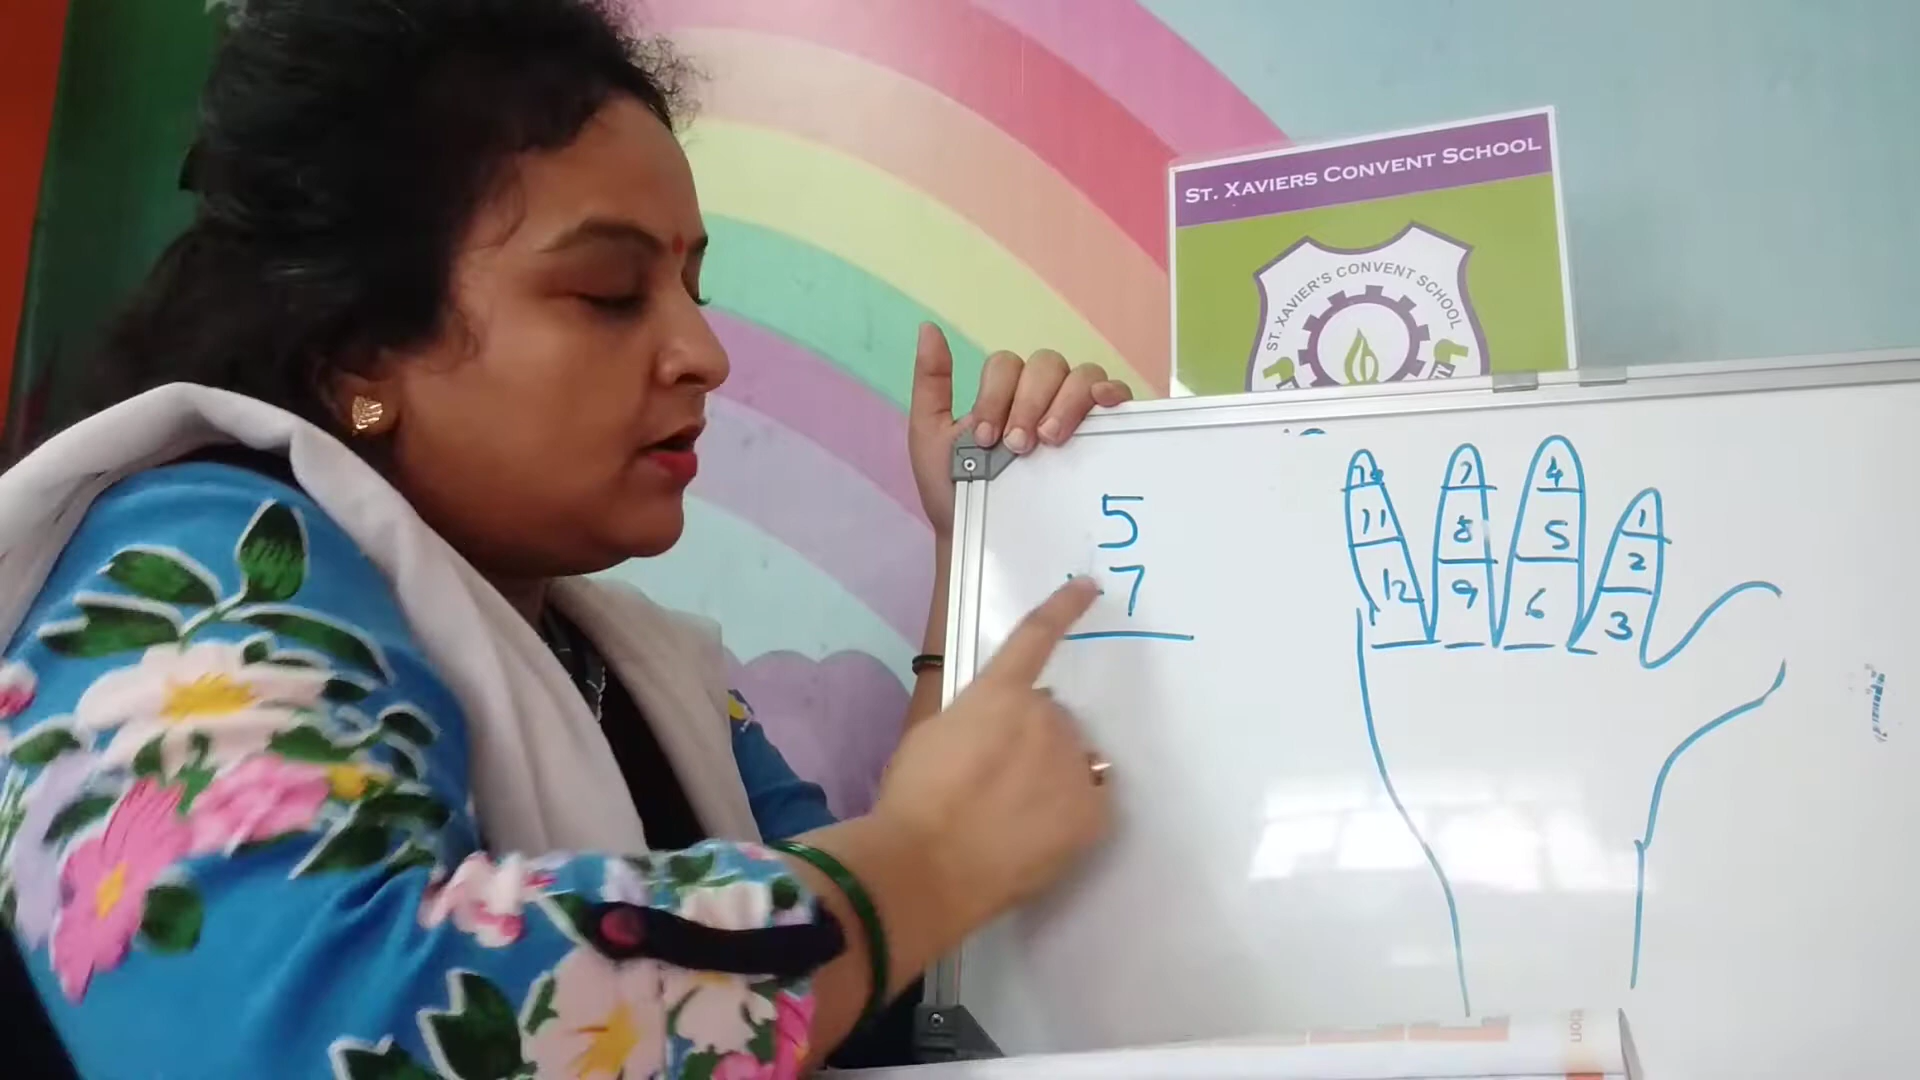 ST. XAVIERS CONVENT SCHOOL
ST. XAVIER'S CONVENT SCHOOL
5
7
10 7 4 1
11 8 5 2
12 9 6 3